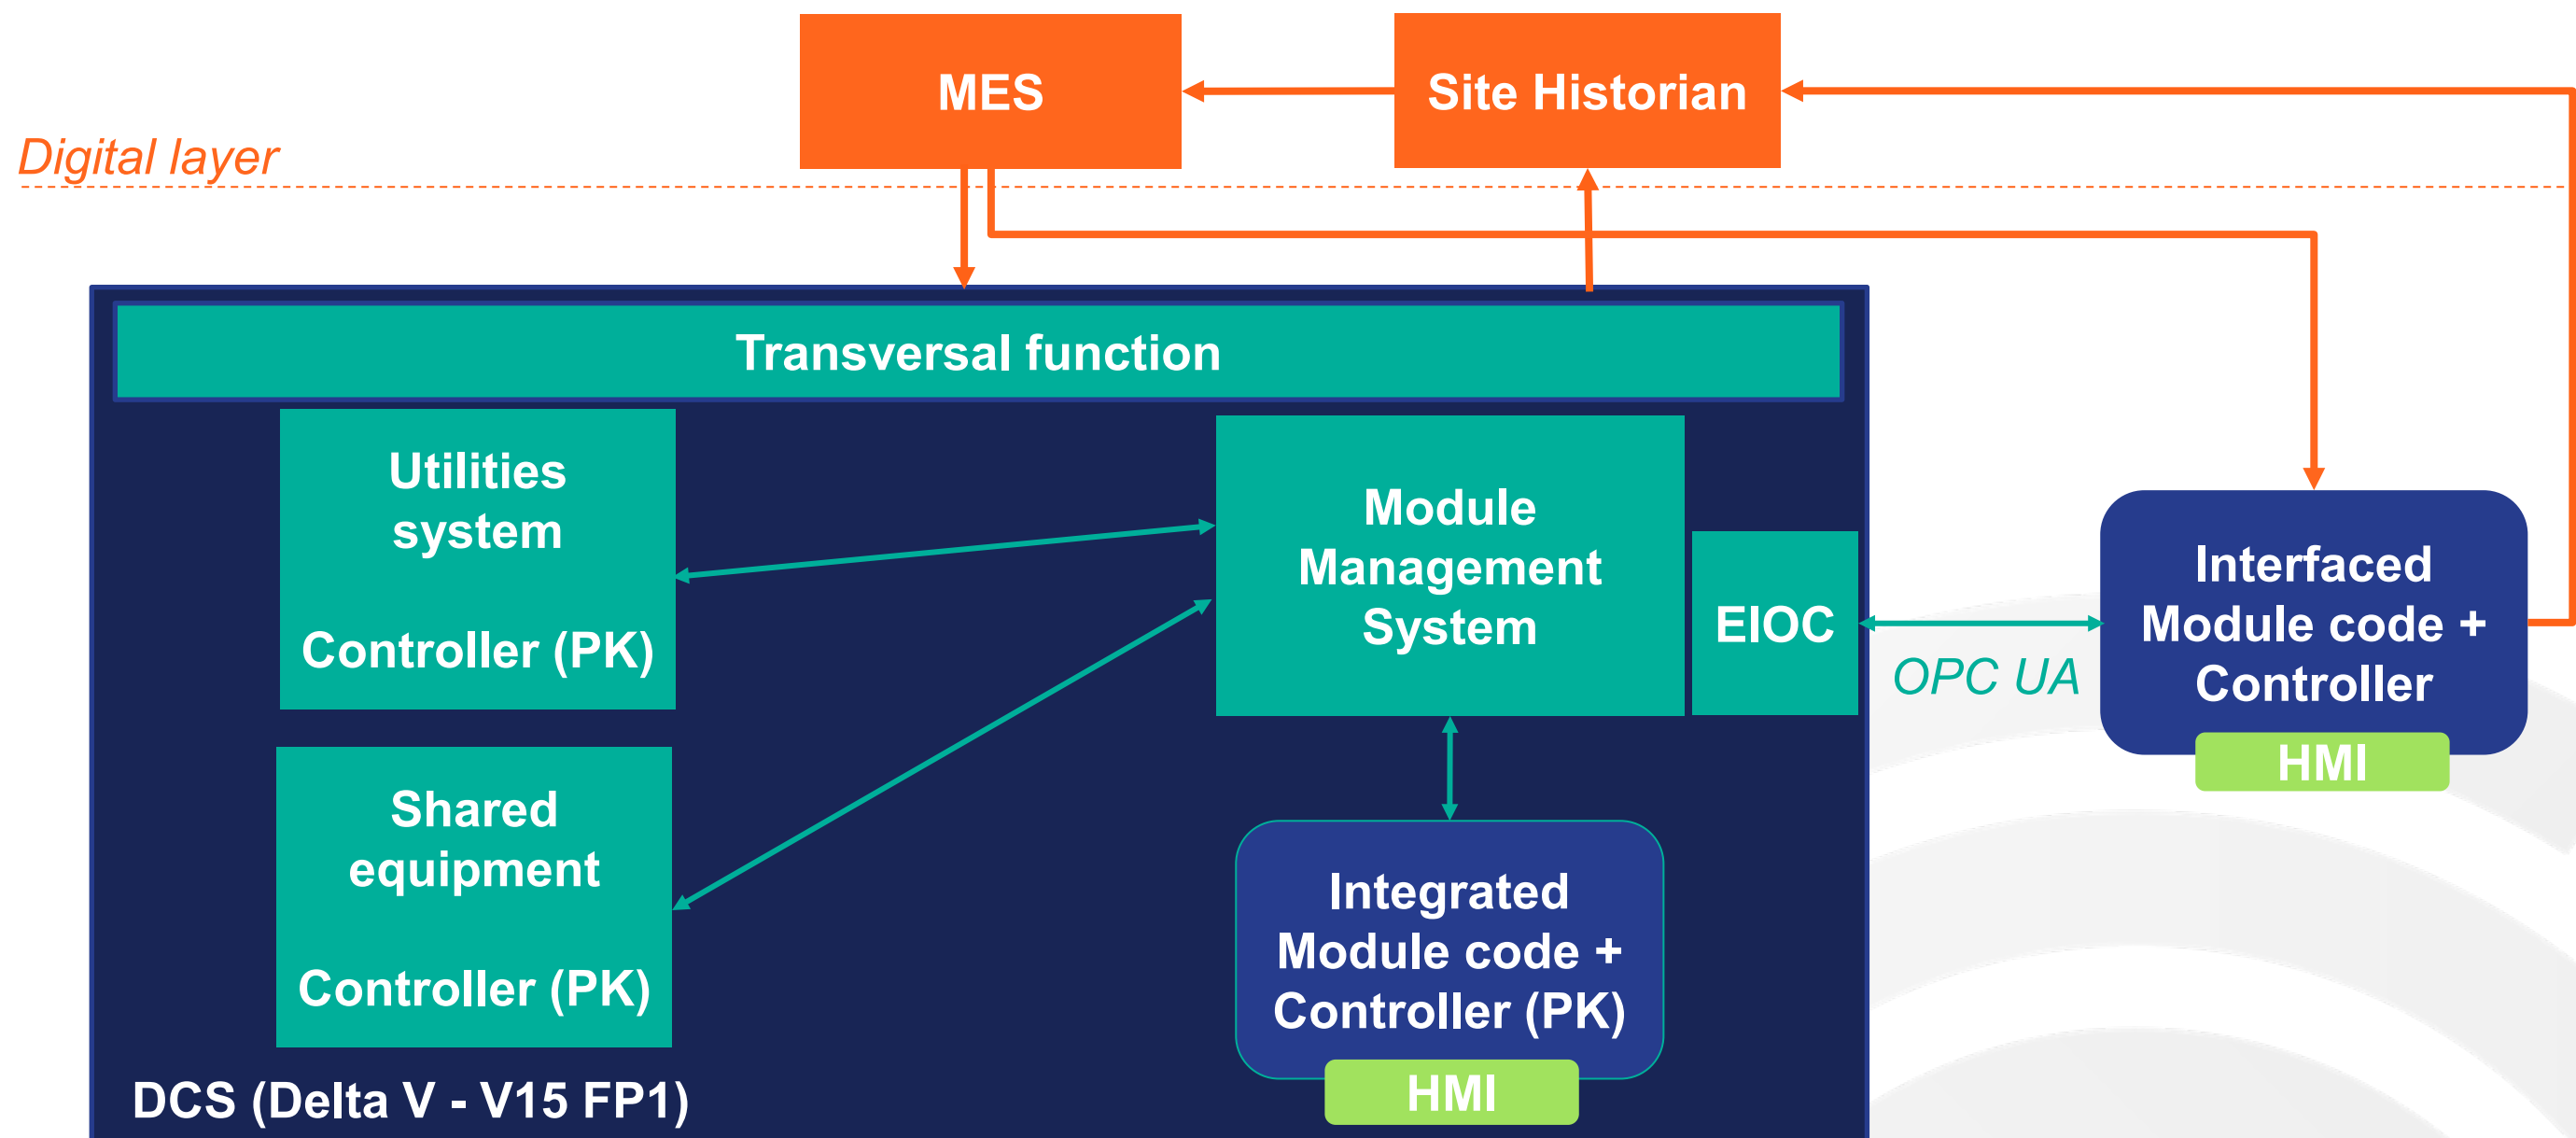 MES
Site Historian
Digital layer
Transversal function
Utilities
system
Controller (PK)
Module
Management
System
EIOC
OPC UA
Interfaced
Module code +
Controller
HMI
Shared
equipment
Controller (PK)
Integrated
Module code +
Controller (PK)
HMI
DCS (Delta V - V15 FP1)